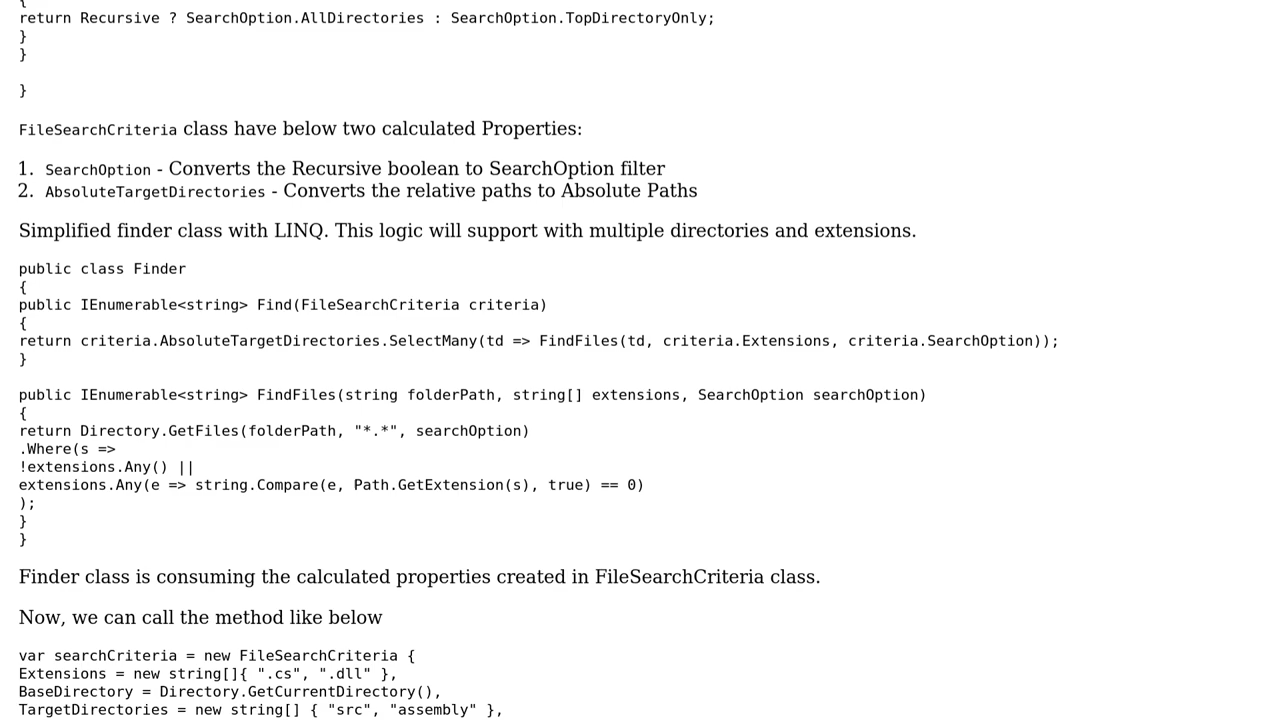 {
return Recursive ? SearchOption.AllDirectories : SearchOption.TopDirectoryOnly;
}
}
}
FileSearchCriteria class have below two calculated Properties:
1. SearchOption - Converts the Recursive boolean to SearchOption filter
2. AbsoluteTargetDirectories - Converts the relative paths to Absolute Paths
Simplified finder class with LINQ. This logic will support with multiple directories and extensions.
public class Finder
{
public IEnumerable<string> Find(FileSearchCriteria criteria)
{
return criteria.AbsoluteTargetDirectories.SelectMany(td => FindFiles(td, criteria.Extensions, criteria.SearchOption));
}
public IEnumerable<string> FindFiles(string folderPath, string[] extensions, SearchOption searchOption)
{
return Directory.GetFiles(folderPath, "*.*", searchOption)
.Where(s =>
!extensions.Any() ||
extensions.Any(e => string.Compare(e, Path.GetExtension(s), true) == 0)
);
}
}
Finder class is consuming the calculated properties created in FileSearchCriteria class.
Now, we can call the method like below
var searchCriteria = new FileSearchCriteria {
Extensions = new string[]{ ".cs", ".dll" },
BaseDirectory = Directory.GetCurrentDirectory(),
TargetDirectories = new string[] { "src", "assembly" },